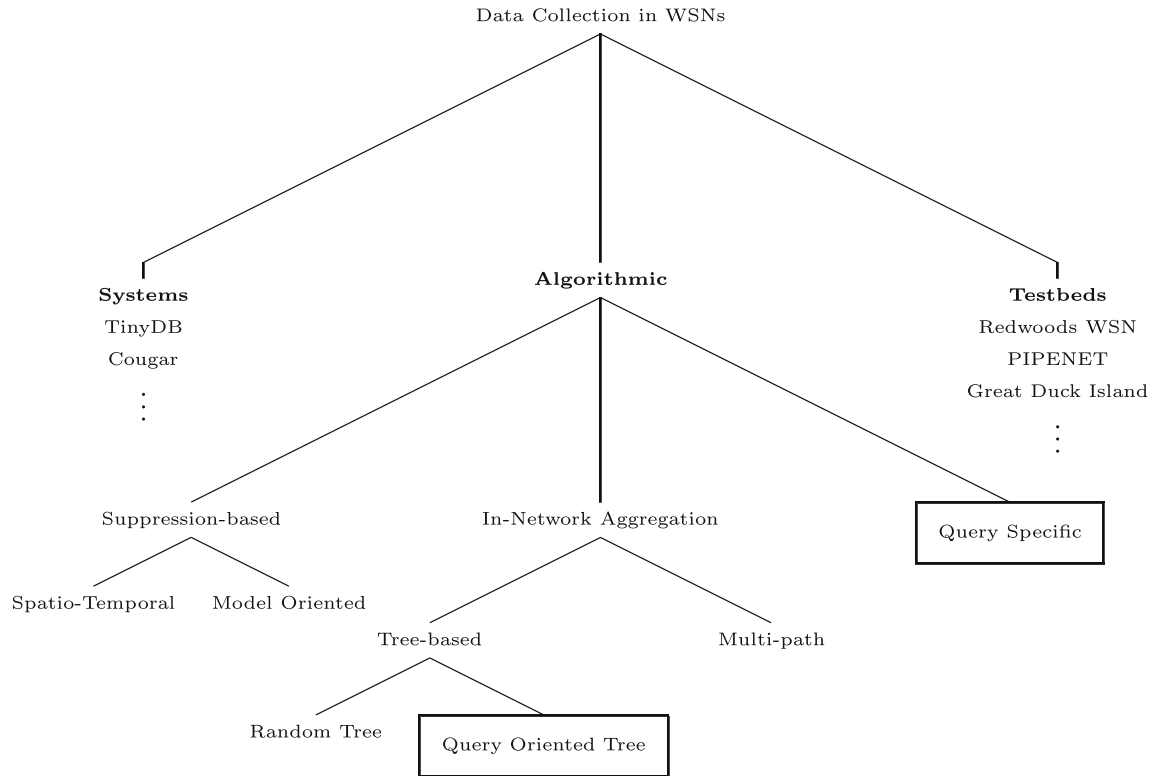 Data Collection in WSNs
Algorithmic
Systems
TinyDB
Cougar
⋮
Testbeds
Redwoods WSN
PIPENET
Great Duck Island
⋮
Suppression-based
In-Network Aggregation
Query Specific
Spatio-Temporal
Model Oriented
Tree-based
Multi-path
Random Tree
Query Oriented Tree